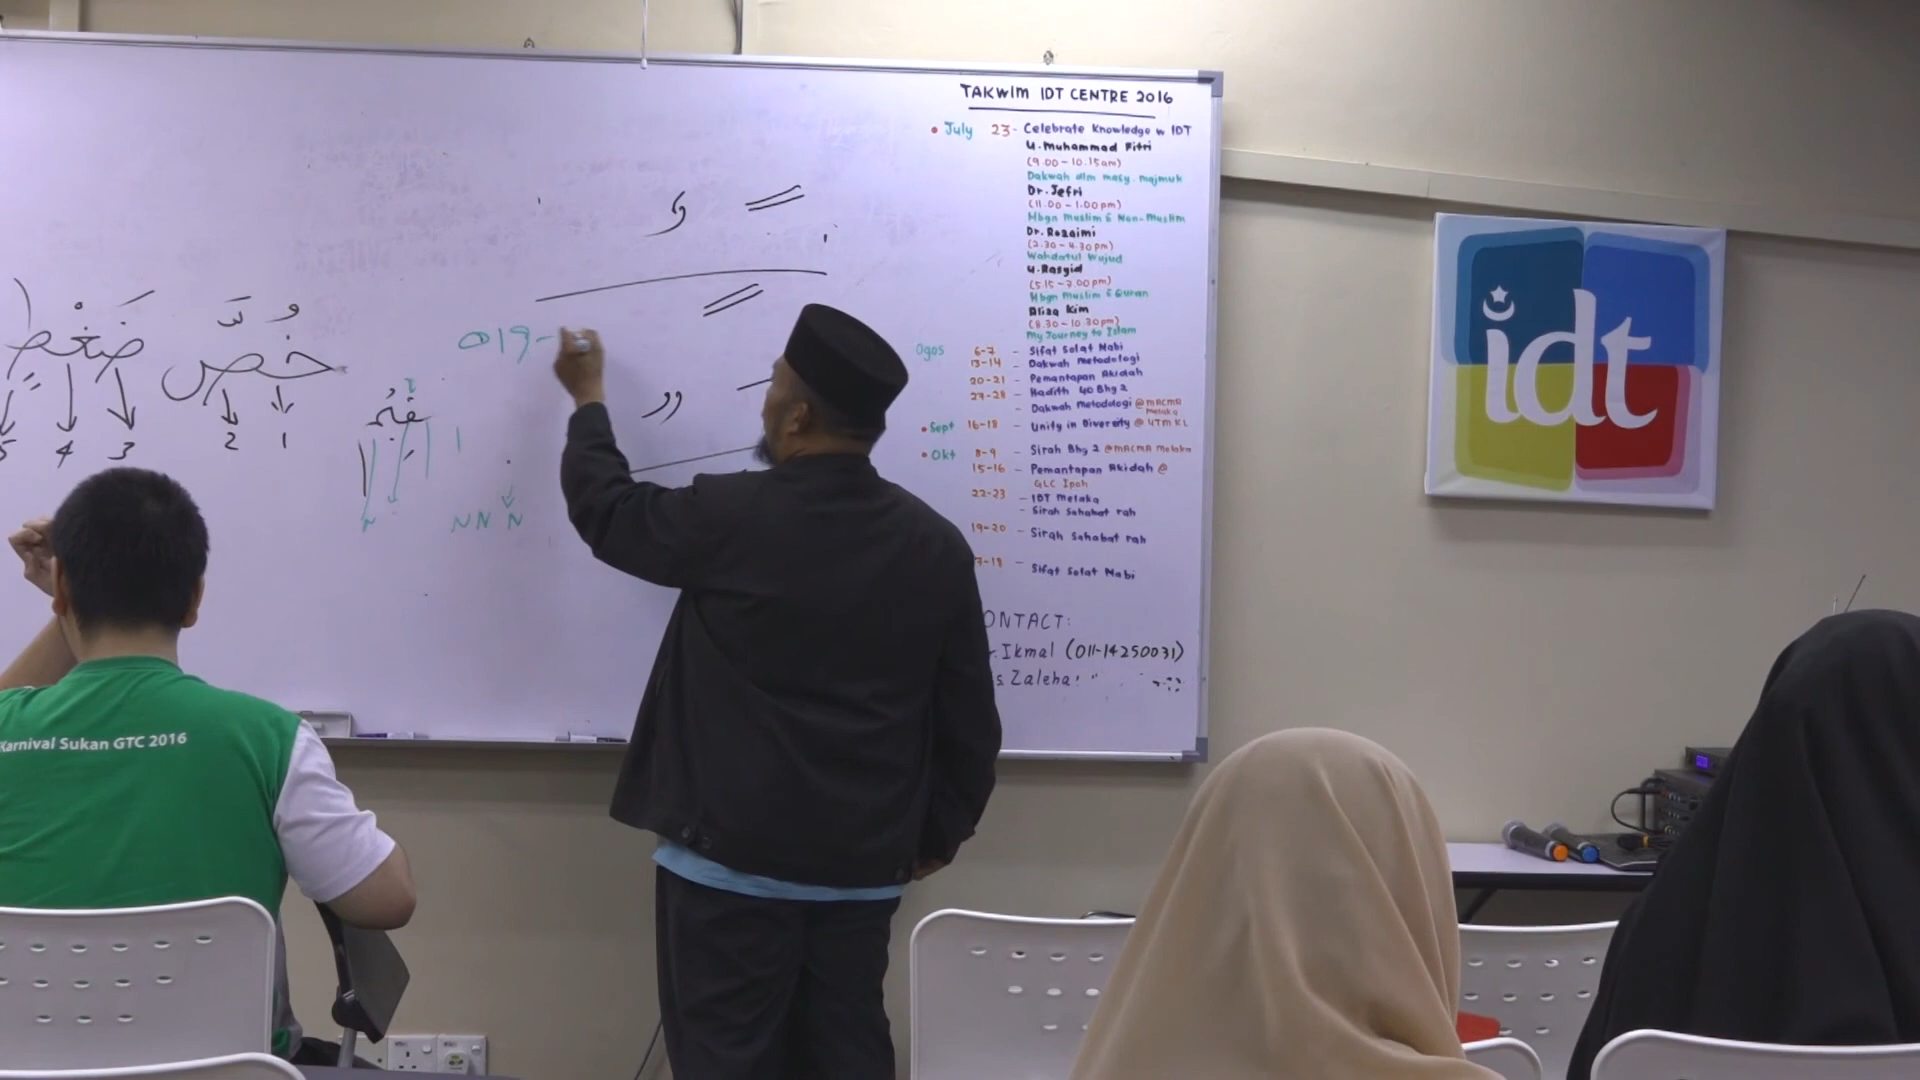 TAKWIM IDT CENTRE 2016
• July 23 - Celebrate Knowledge w IDT
U. Muhammad Fitri
(9.00 - 10.15am)
Dakwah dlm masy. majmuk
Dr. Jefri
(11.00 - 1.00pm)
Hbgn Muslim & Non-Muslim
Dr. Rozaimi
(2.30 - 4.30pm)
Wahdatul Wujud
U. Rasyid
(5.15 - 7.00pm)
Hbgn Muslim & Quran
Aliza Kim
(8.30 - 10.30pm)
My Journey to Islam
Ogos 6-7 - Sifat Solat Nabi
13-14 - Dakwah metodologi
20-21 - Pemantapan Akidah
27-28 - Hadith 40 Bhg 2
- Dakwah Metodologi @ MACMA Melaka
• Sept 16-18 - Unity in Diversity @ UTM KL
• Okt 8-9 - Sirah Bhg 2 @ MACMA Melaka
15-16 - Pemantapan Akidah @
GLC Ipoh
22-23 - IDT Melaka
- Sirah Sahabat rah
19-20 - Sirah Sahabat rah
7-18 - Sifat Solat Nabi
ONTACT:
Ikmal (011-14250031)
s. Zaleha:
خُصَّ ضَغْطٍ
5 4 3 2 1
019-
N N N N
idt
Karnival Sukan GTC 2016